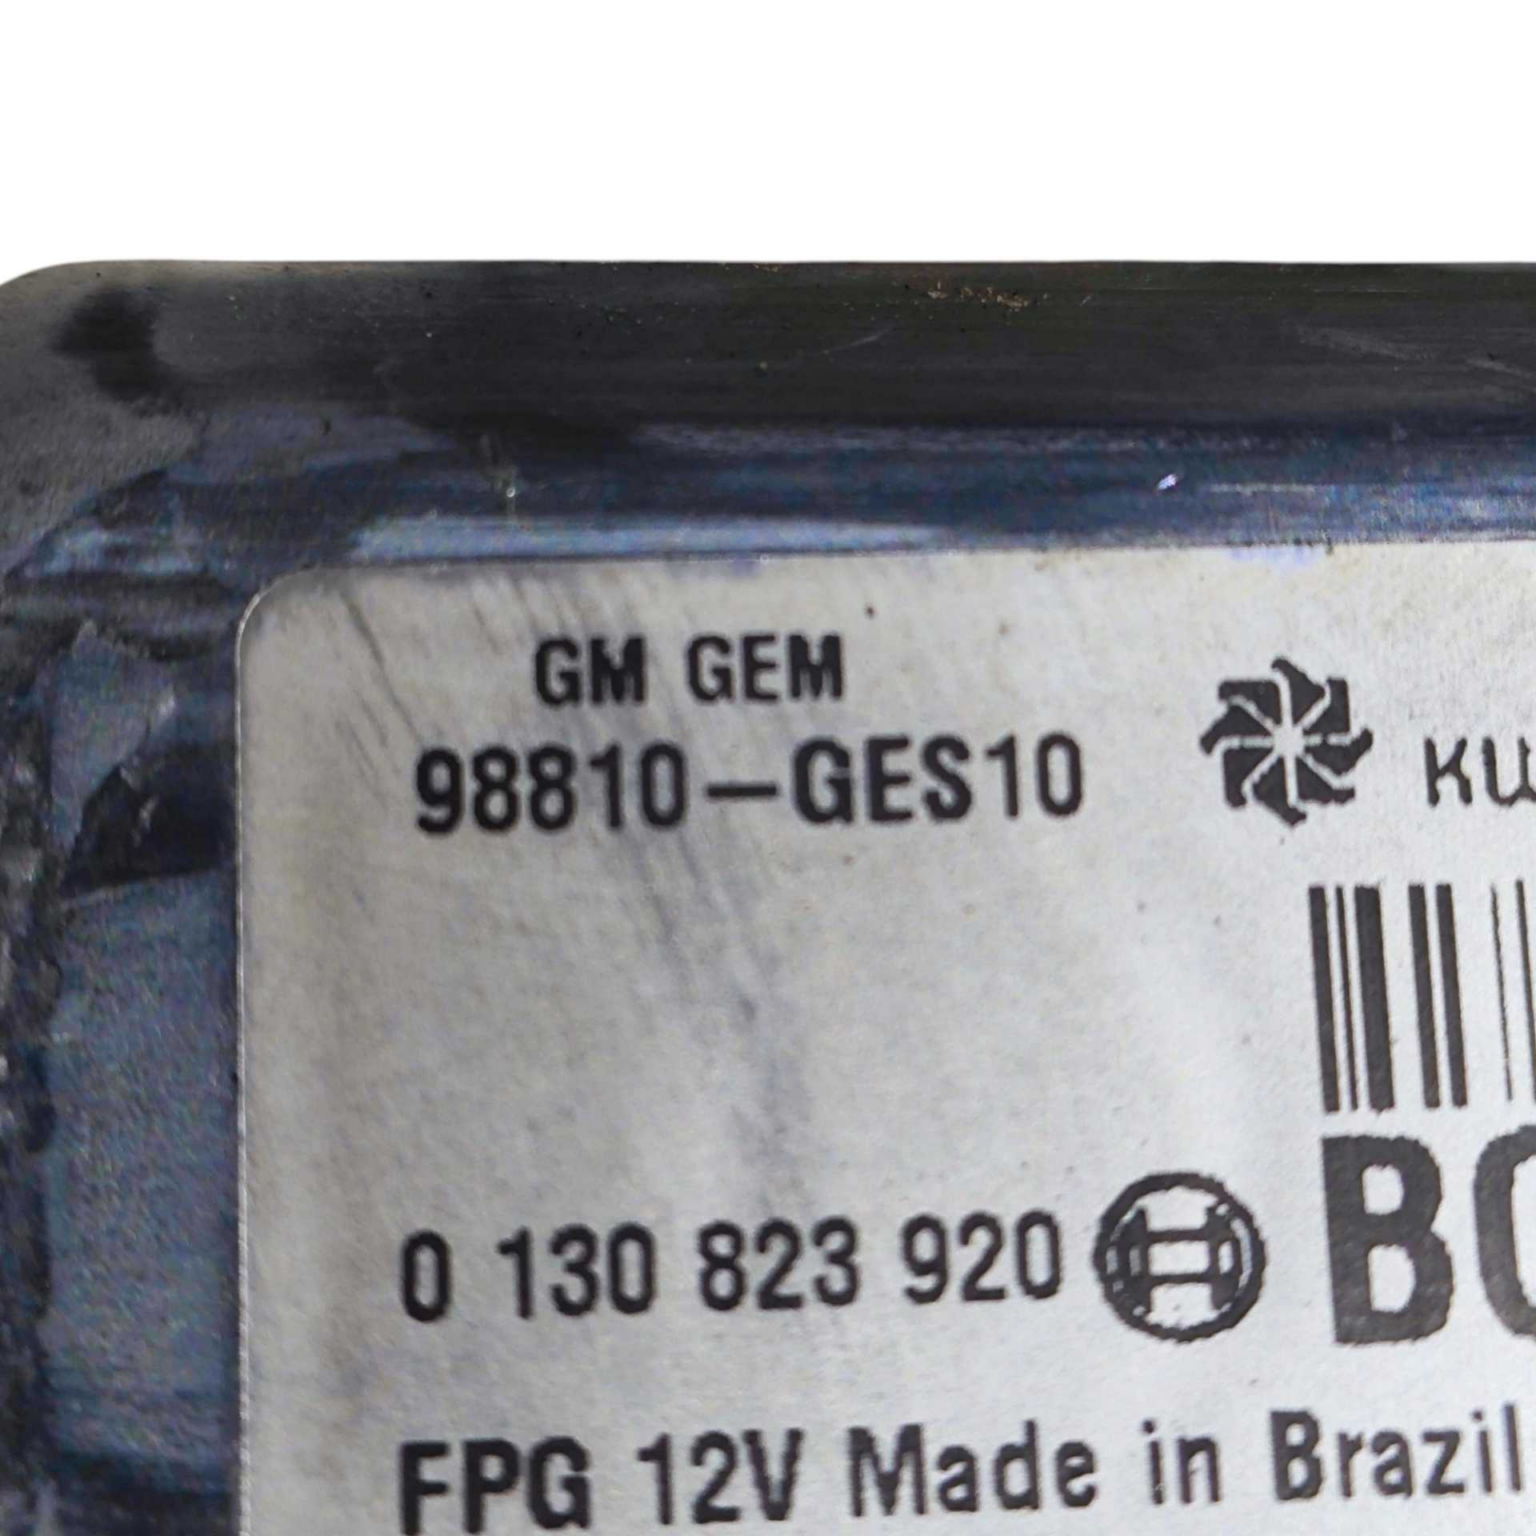 GM GEM
98810-GES10
0 130 823 920
FPG 12V Made in Brazil